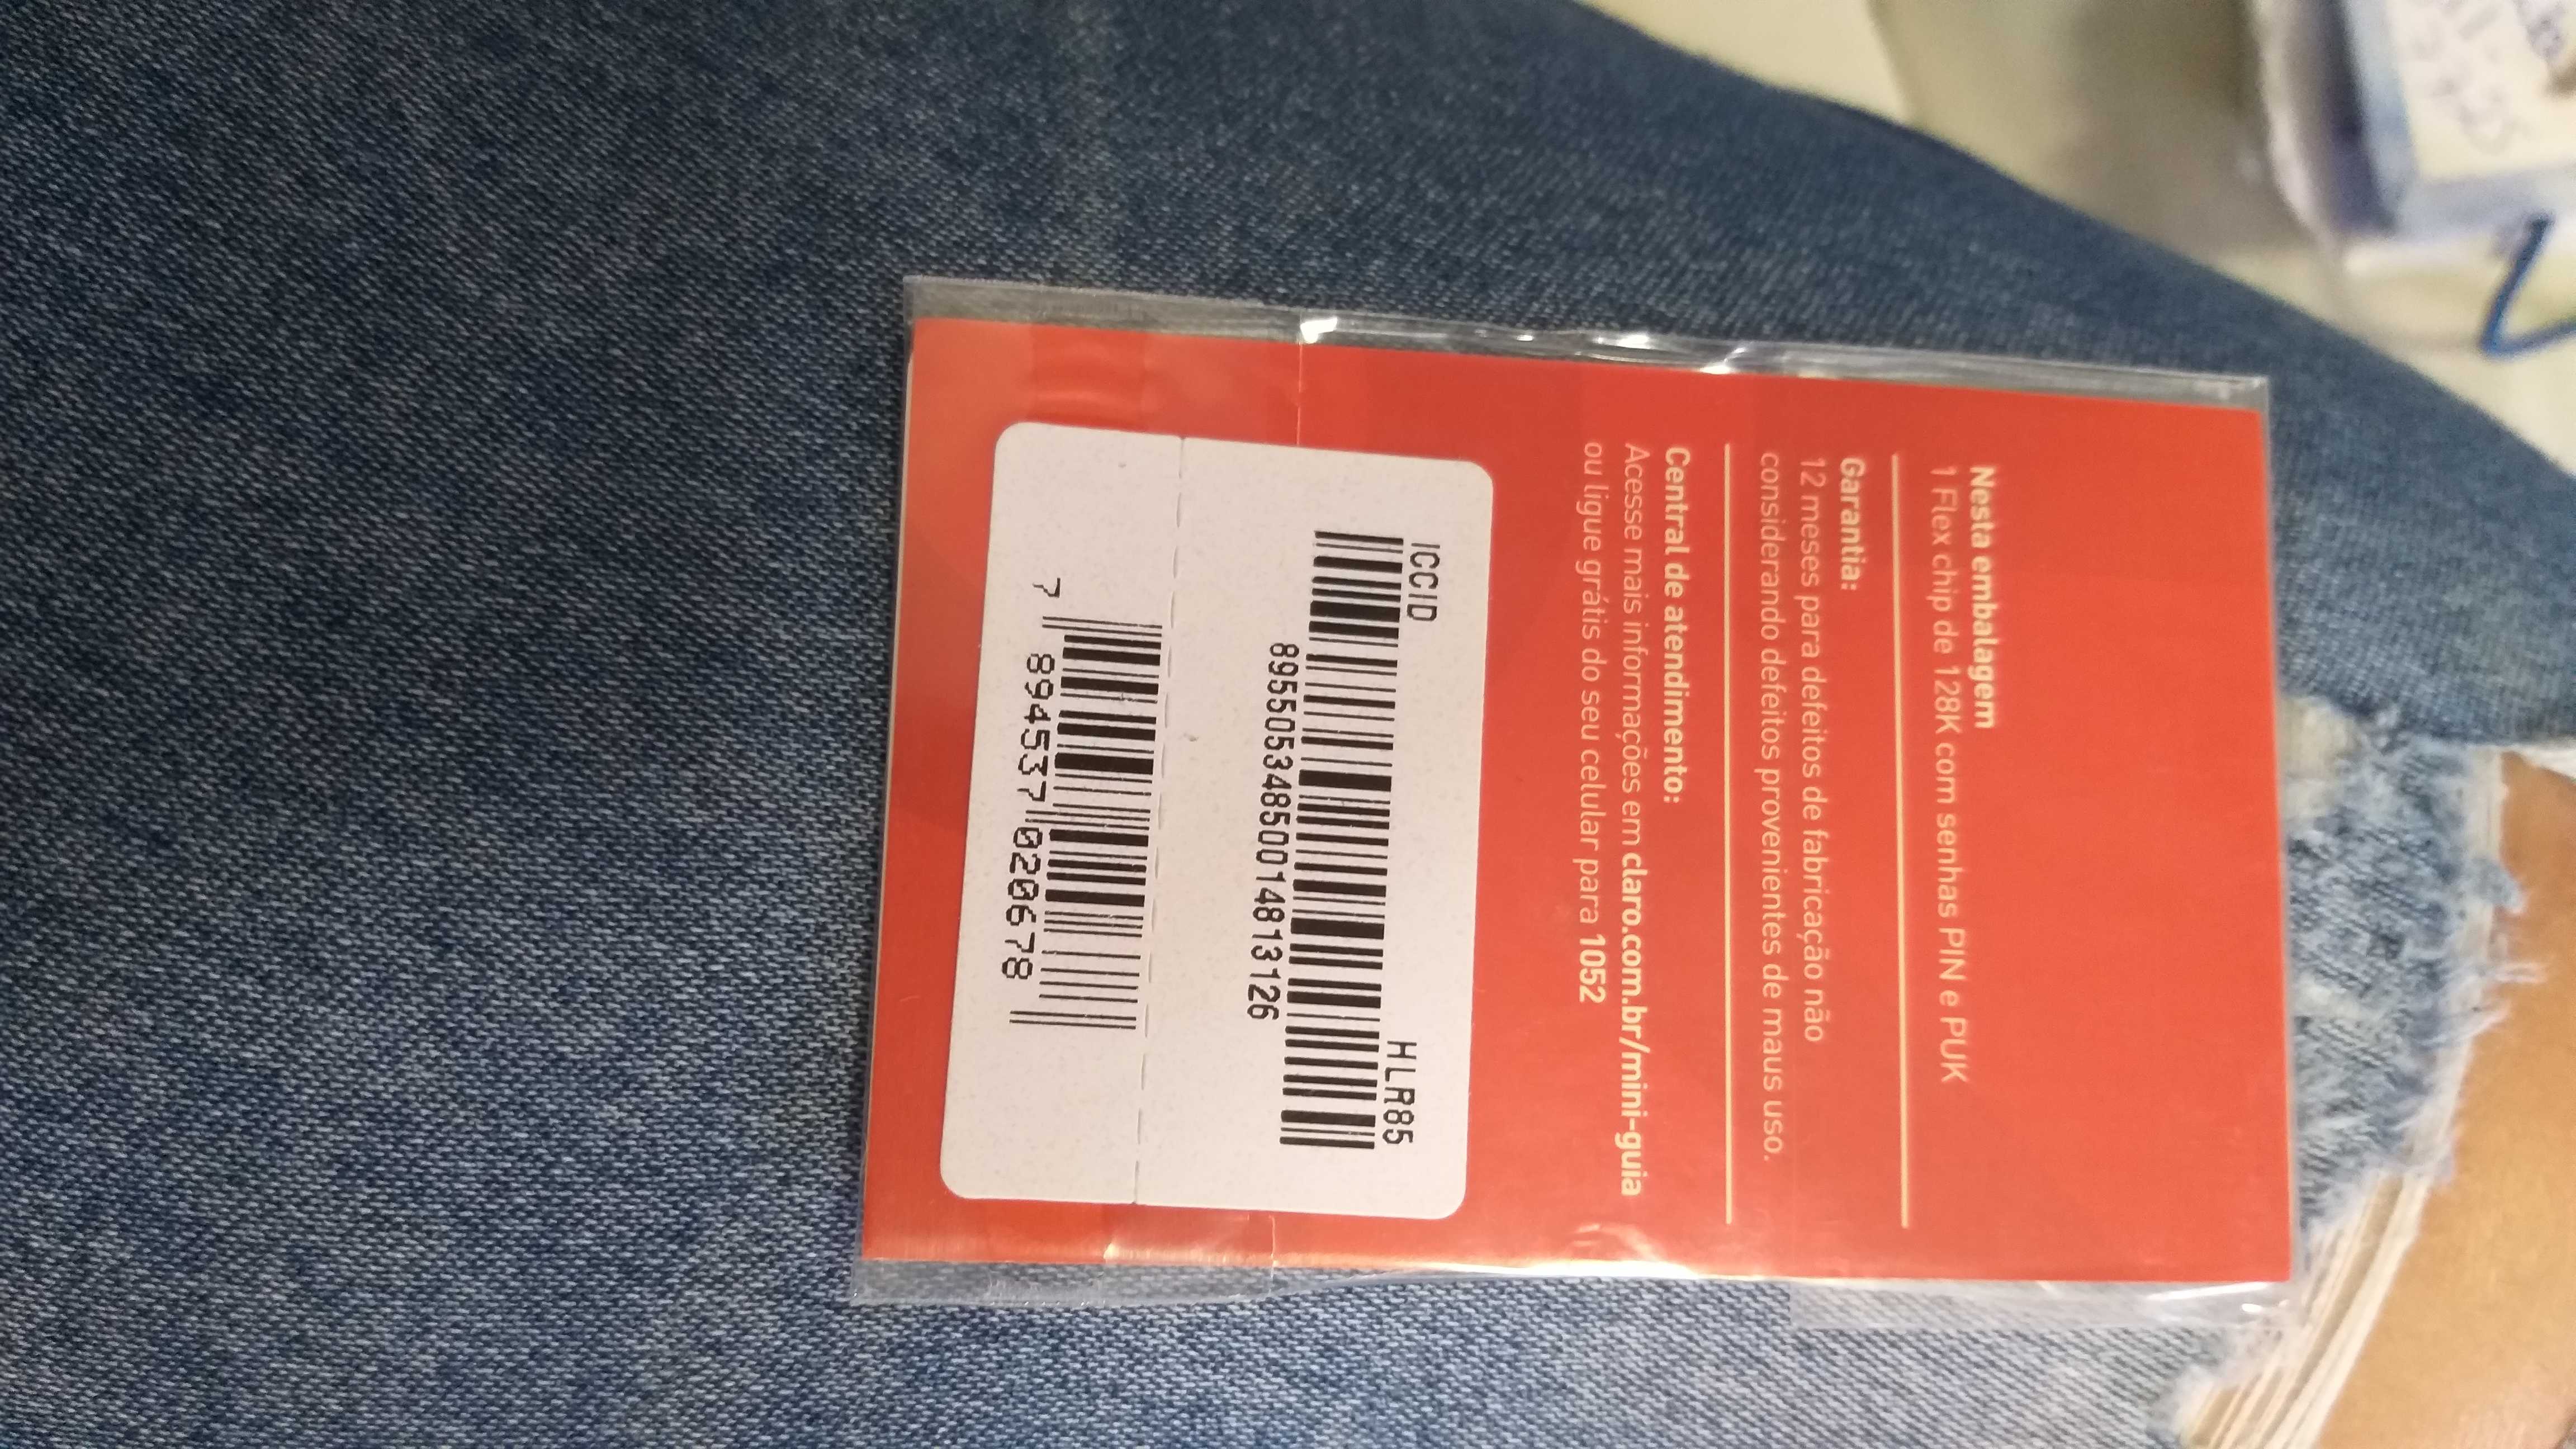 Nesta embalagem
1 Flex chip de 128K com senhas PIN e PUK
Garantia:
12 meses para defeitos de fabricação não
considerando defeitos provenientes de maus uso.
Central de atendimento:
Acesse mais informações em claro.com.br/mini-guia
ou ligue grátis do seu celular para 1052
ICCID HLR85
89550534850014813126
7 894537 020678